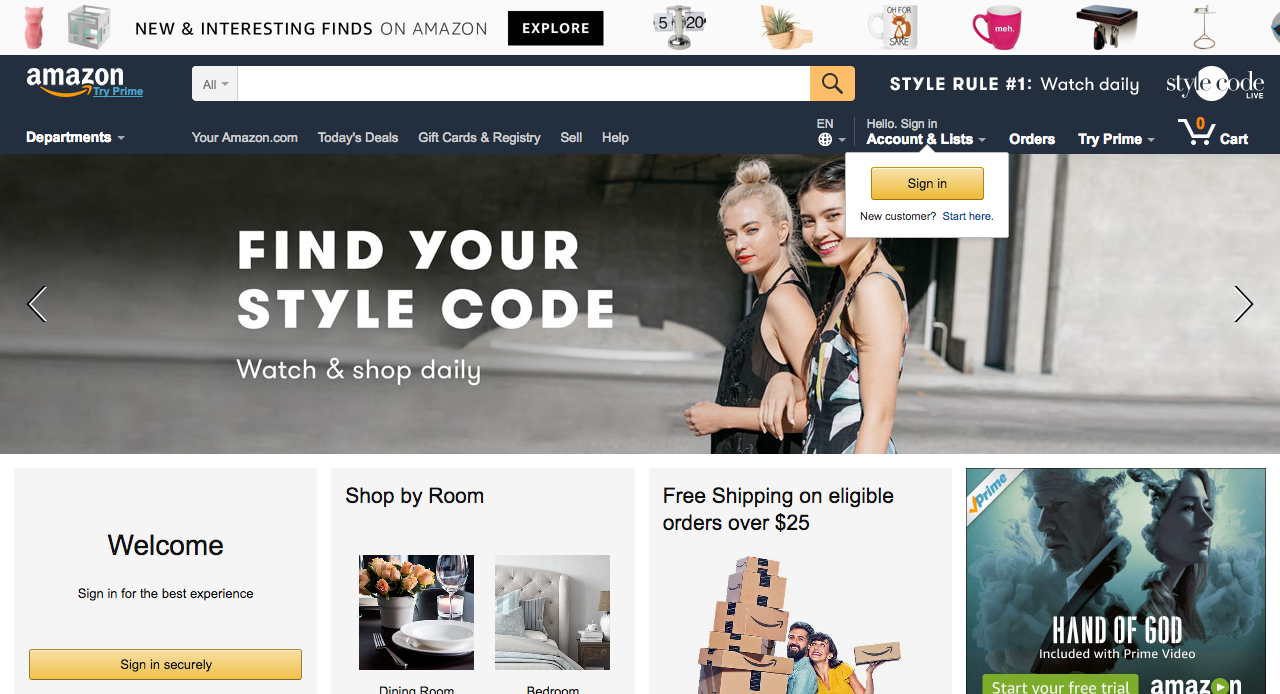 NEW & INTERESTING FINDS ON AMAZON
EXPLORE
5 20
OH FOR
SAKE
meh.
amazon
Try Prime
All
STYLE RULE #1: Watch daily
style code
LIVE
Departments
Your Amazon.com
Today's Deals
Gift Cards & Registry
Sell
Help
EN
Hello. Sign in
Account & Lists
Orders
Try Prime
0
Cart
Sign in
New customer? Start here.
FIND YOUR
STYLE CODE
Watch & shop daily
Welcome
Sign in for the best experience
Sign in securely
Shop by Room
Dining Room
Bedroom
Free Shipping on eligible
orders over $25
Prime
HAND OF GOD
Included with Prime Video
Start your free trial
amazon